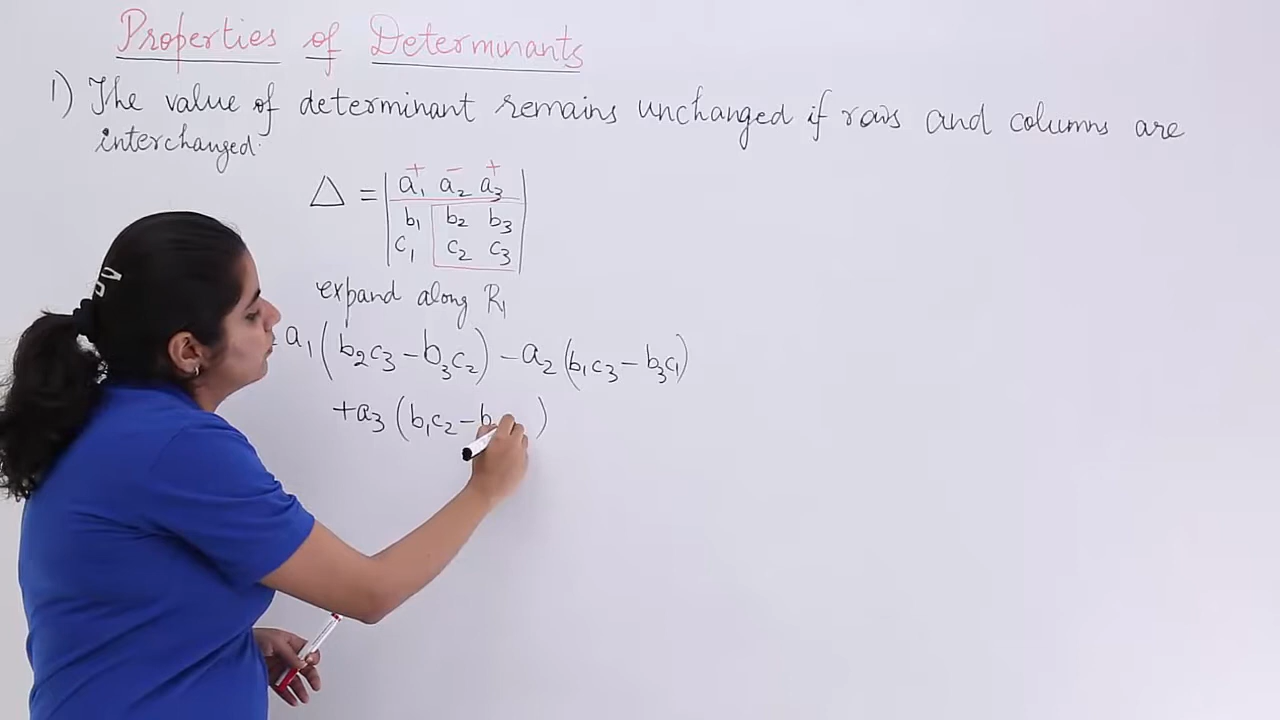 Properties of Determinants
1) The value of determinant remains unchanged if rows and columns are
interchanged.
+ − +
Δ = | a₁ a₂ a₃ |
| b₁ b₂ b₃ |
| c₁ c₂ c₃ |
expand along R₁
a₁ (b₂c₃ − b₃c₂) − a₂ (b₁c₃ − b₃c₁)
+a₃ (b₁c₂ − b )